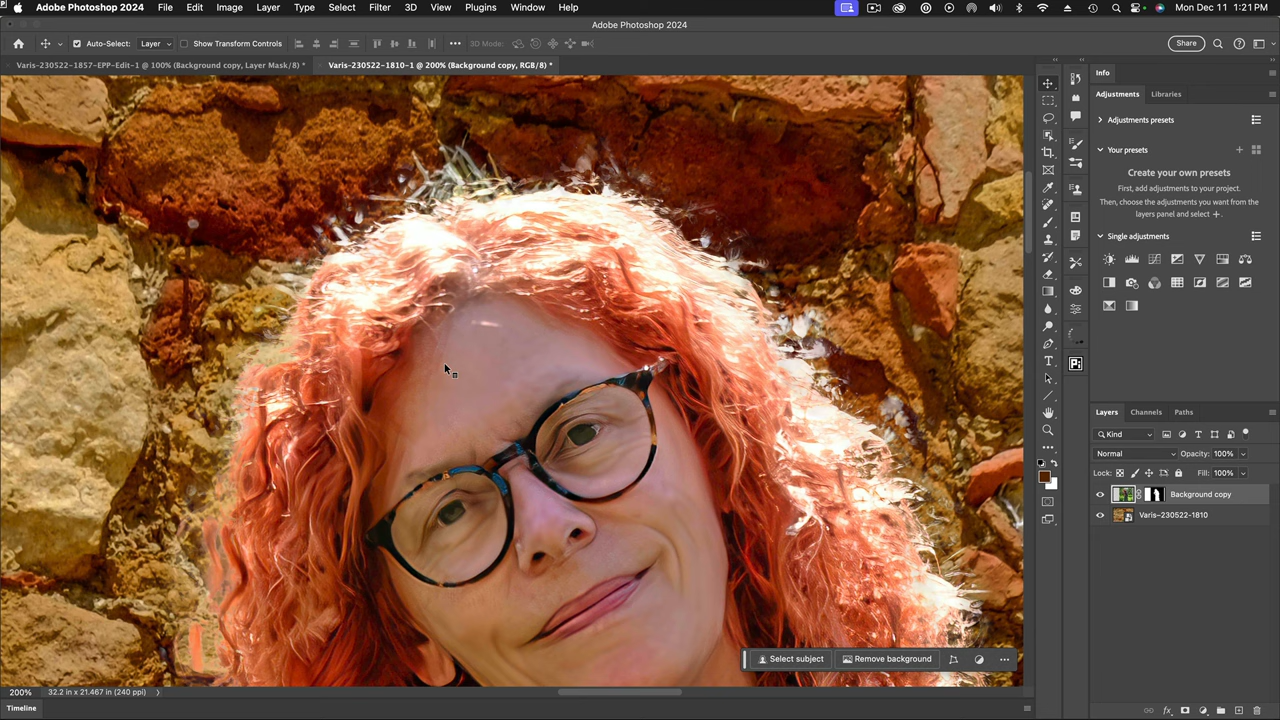 Adobe Photoshop 2024 File Edit Image Layer Type Select Filter 3D View Plugins Window Help Mon Dec 11 1:21 PM
Adobe Photoshop 2024
Auto-Select: Layer Show Transform Controls 3D Mode: Share
Varis-230522-1857-EPP-Edit-1 @ 100% (Background copy, Layer Mask/8) * Varis-230522-1810-1 @ 200% (Background copy, RGB/8) *
Info
Adjustments Libraries
Adjustments presets
Your presets
Create your own presets
First, add adjustments to your project.
Then, choose the adjustments you want from the
layers panel and select +.
Single adjustments
Layers Channels Paths
Kind
Normal Opacity: 100%
Lock: Fill: 100%
Background copy
Varis-230522-1810
Select subject Remove background
200% 32.2 in x 21.467 in (240 ppi)
Timeline